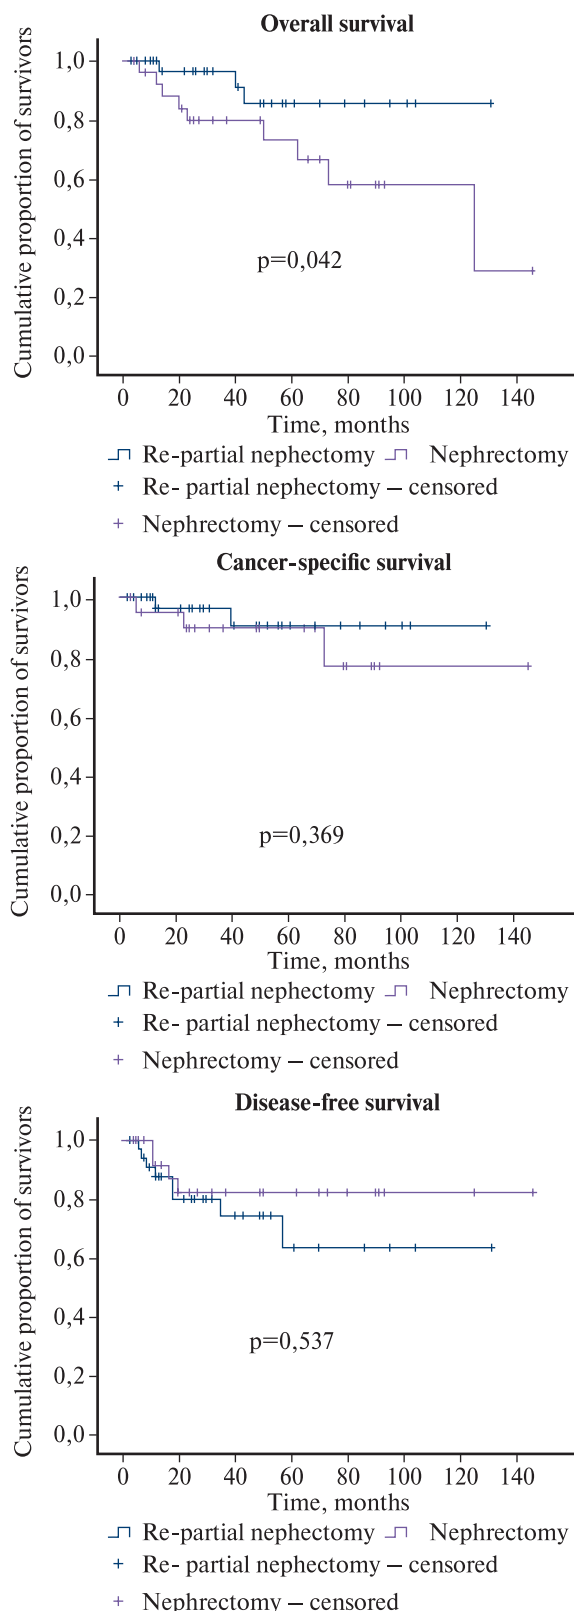 Overall survival
Cumulative proportion of survivors
1,0
0,8
0,6
0,4
0,2
0,0
p=0,042
0 20 40 60 80 100 120 140
Time, months
Re-partial nephectomy Nephrectomy
Re- partial nephectomy – censored
Nephrectomy – censored
Cancer-specific survival
Cumulative proportion of survivors
1,0
0,8
0,6
0,4
0,2
0,0
p=0,369
0 20 40 60 80 100 120 140
Time, months
Re-partial nephectomy Nephrectomy
Re- partial nephectomy – censored
Nephrectomy – censored
Disease-free survival
Cumulative proportion of survivors
1,0
0,8
0,6
0,4
0,2
0,0
p=0,537
0 20 40 60 80 100 120 140
Time, months
Re-partial nephectomy Nephrectomy
Re- partial nephectomy – censored
Nephrectomy – censored